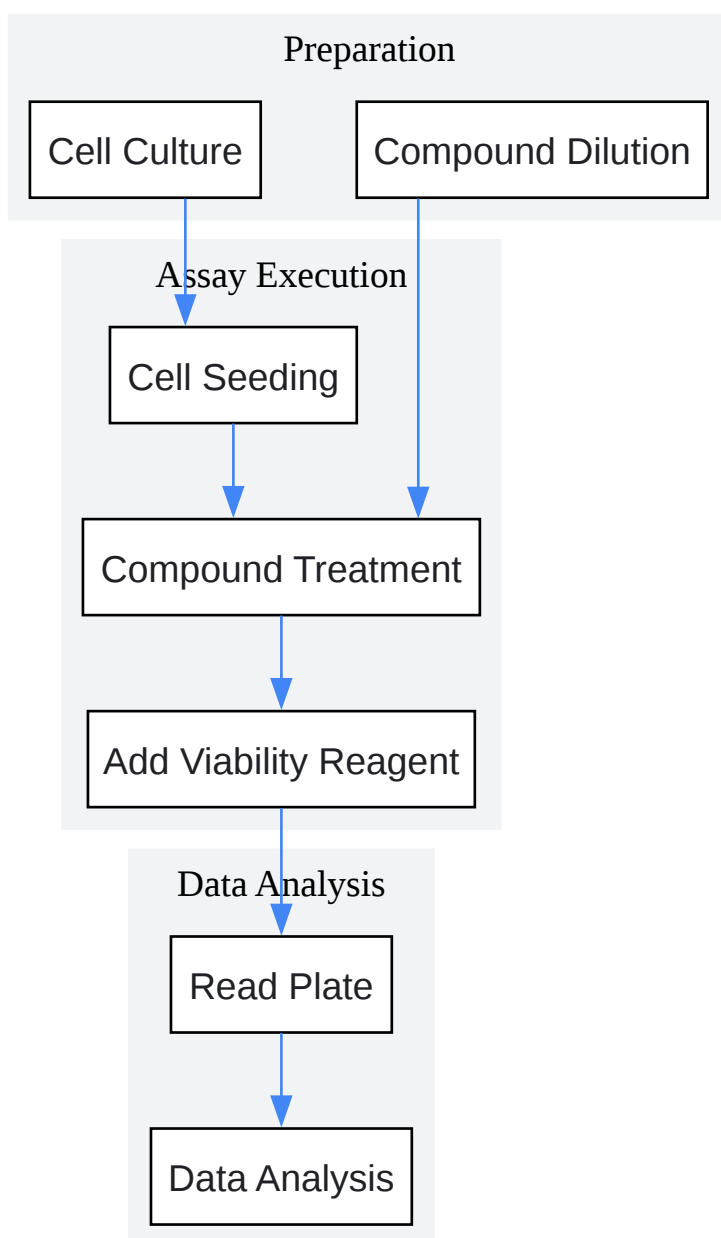 Preparation
Cell Culture
Compound Dilution
Assay Execution
Cell Seeding
Compound Treatment
Add Viability Reagent
Data Analysis
Read Plate
Data Analysis